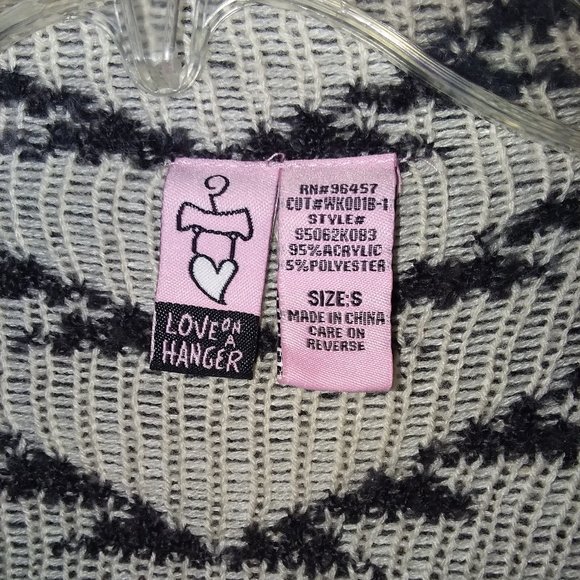 LOVE ON
A
HANGER
RN#96457
CUT#WK001B-1
STYLE#
95062K083
95%ACRYLIC
5%POLYESTER
SIZE:S
MADE IN CHINA
CARE ON
REVERSE